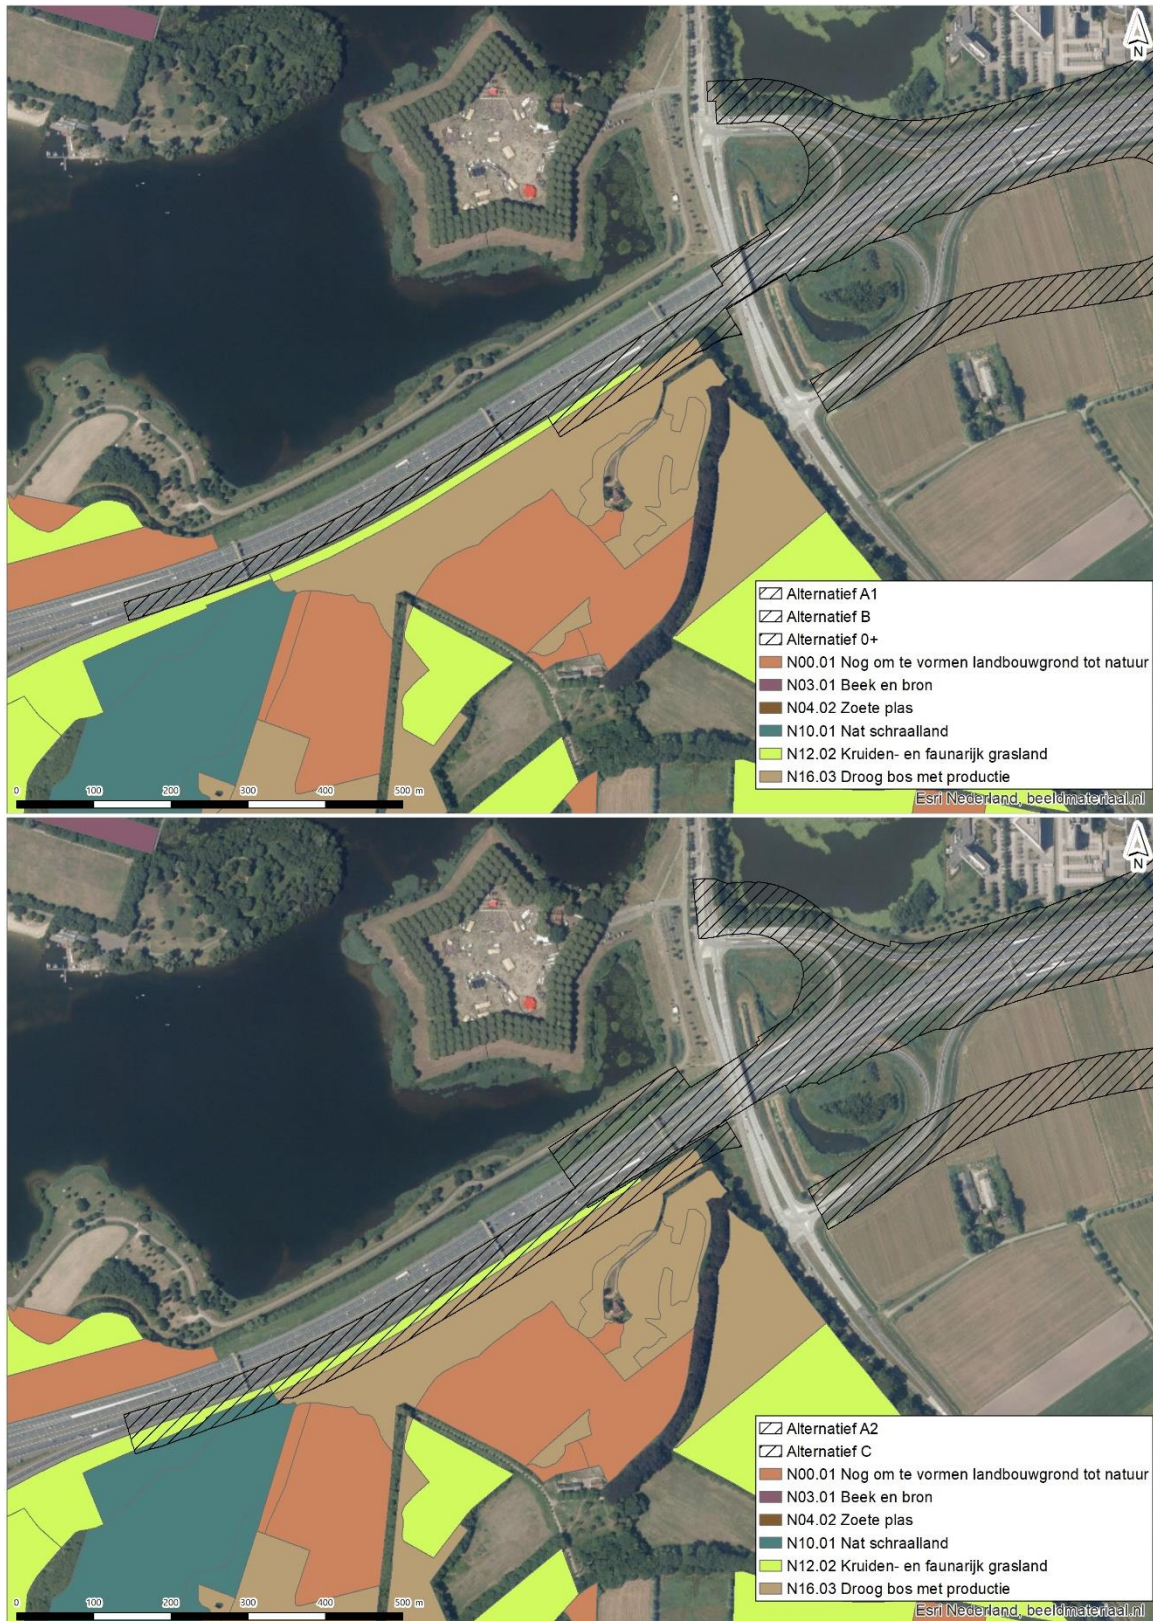 N
Alternatief A1
Alternatief B
Alternatief 0+
N00.01 Nog om te vormen landbouwgrond tot natuur
N03.01 Beek en bron
N04.02 Zoete plas
N10.01 Nat schraalland
N12.02 Kruiden- en faunarijk grasland
N16.03 Droog bos met productie
0 100 200 300 400 500 m
Esri Nederland, beeldmateriaal.nl
N
Alternatief A2
Alternatief C
N00.01 Nog om te vormen landbouwgrond tot natuur
N03.01 Beek en bron
N04.02 Zoete plas
N10.01 Nat schraalland
N12.02 Kruiden- en faunarijk grasland
N16.03 Droog bos met productie
0 100 200 300 400 500 m
Esri Nederland, beeldmateriaal.nl